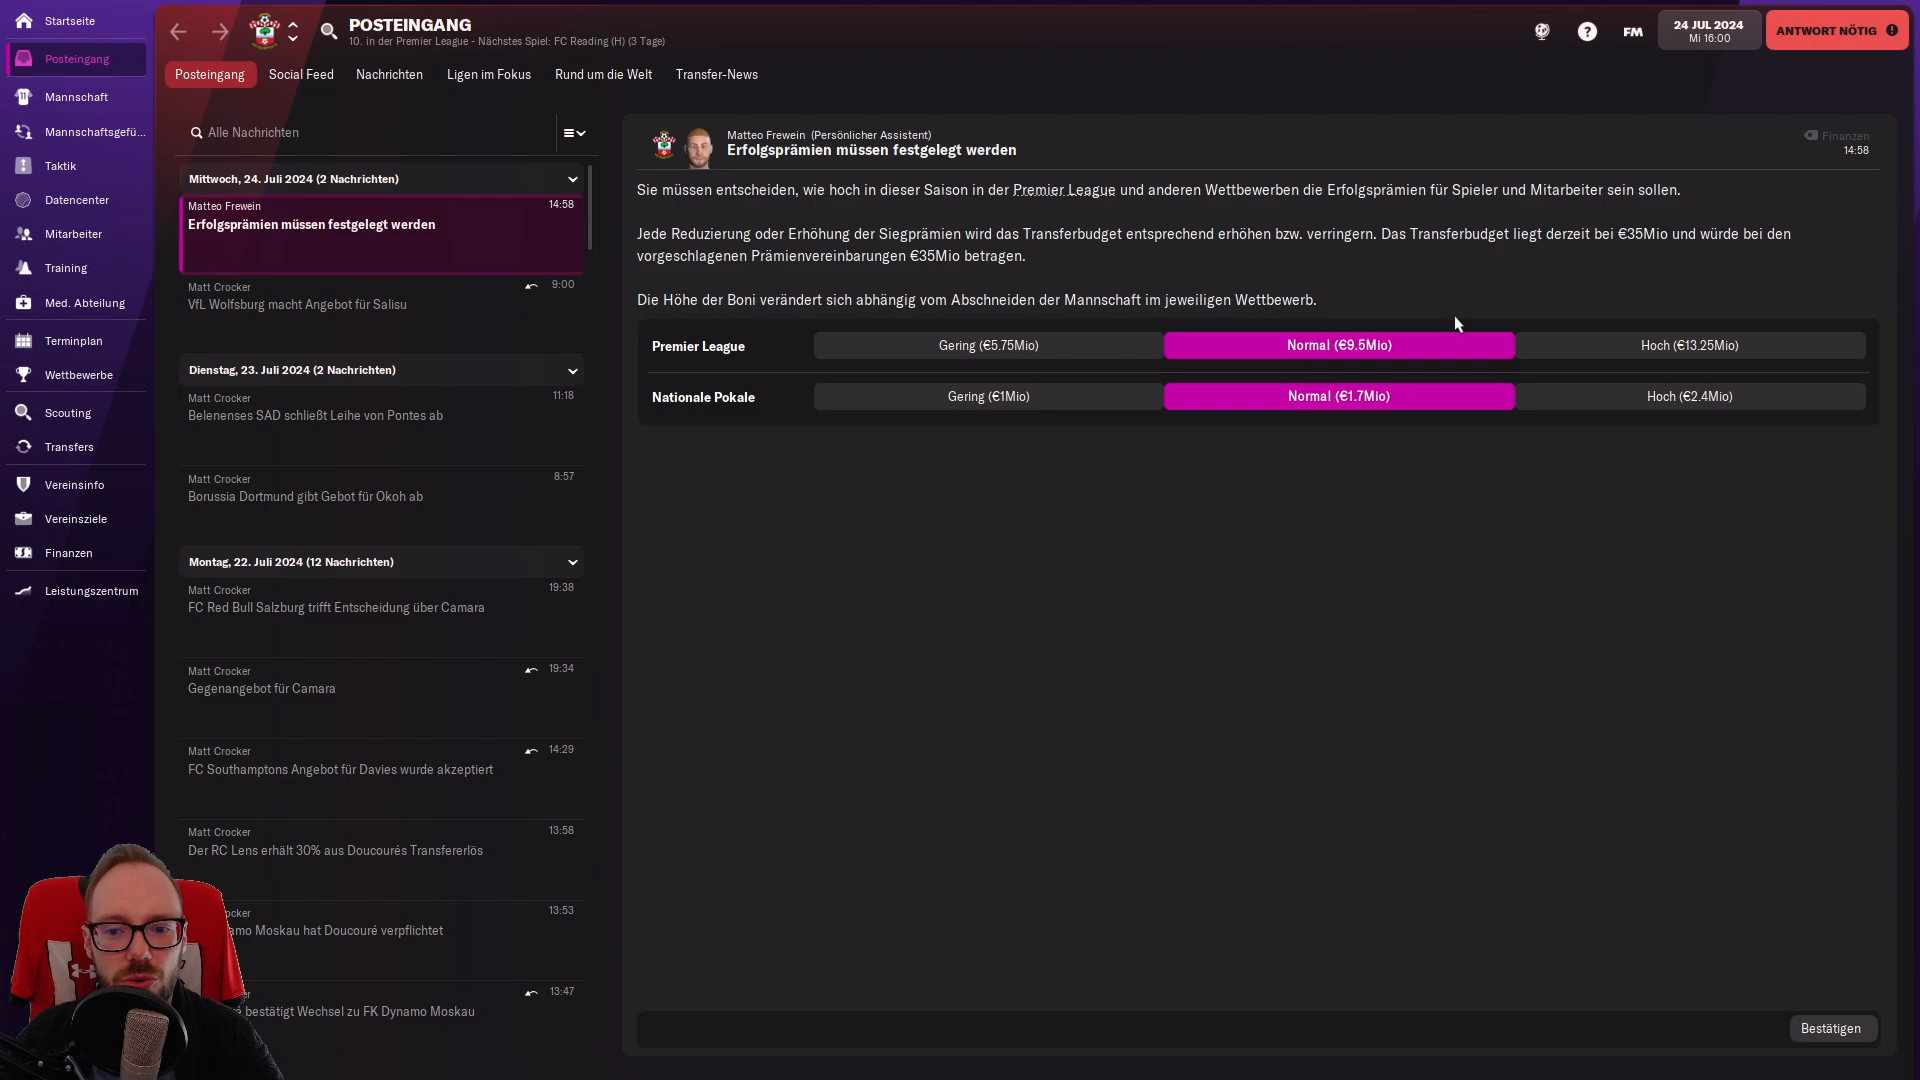 Startseite
Posteingang
Mannschaft
Mannschaftsgefü...
Taktik
Datencenter
Mitarbeiter
Training
Med. Abteilung
Terminplan
Wettbewerbe
Scouting
Transfers
Vereinsinfo
Vereinsziele
Finanzen
Leistungszentrum
POSTEINGANG
10. in der Premier League - Nächstes Spiel: FC Reading (H) (3 Tage)
FM
24 JUL 2024
Mi 16:00
ANTWORT NÖTIG
Posteingang Social Feed Nachrichten Ligen im Fokus Rund um die Welt Transfer-News
Alle Nachrichten
Mittwoch, 24. Juli 2024 (2 Nachrichten)
Matteo Frewein 14:58
Erfolgsprämien müssen festgelegt werden
Matt Crocker 9:00
VfL Wolfsburg macht Angebot für Salisu
Dienstag, 23. Juli 2024 (2 Nachrichten)
Matt Crocker 11:18
Belenenses SAD schließt Leihe von Pontes ab
Matt Crocker 8:57
Borussia Dortmund gibt Gebot für Okoh ab
Montag, 22. Juli 2024 (12 Nachrichten)
Matt Crocker 19:38
FC Red Bull Salzburg trifft Entscheidung über Camara
Matt Crocker 19:34
Gegenangebot für Camara
Matt Crocker 14:29
FC Southamptons Angebot für Davies wurde akzeptiert
Matt Crocker 13:58
Der RC Lens erhält 30% aus Doucourés Transfererlös
ocker 13:53
amo Moskau hat Doucouré verpflichtet
er 13:47
é bestätigt Wechsel zu FK Dynamo Moskau
Matteo Frewein (Persönlicher Assistent)
Erfolgsprämien müssen festgelegt werden
Finanzen
14:58
Sie müssen entscheiden, wie hoch in dieser Saison in der Premier League und anderen Wettbewerben die Erfolgsprämien für Spieler und Mitarbeiter sein sollen.
Jede Reduzierung oder Erhöhung der Siegprämien wird das Transferbudget entsprechend erhöhen bzw. verringern. Das Transferbudget liegt derzeit bei €35Mio und würde bei den
vorgeschlagenen Prämienvereinbarungen €35Mio betragen.
Die Höhe der Boni verändert sich abhängig vom Abschneiden der Mannschaft im jeweiligen Wettbewerb.
Premier League Gering (€5.75Mio) Normal (€9.5Mio) Hoch (€13.25Mio)
Nationale Pokale Gering (€1Mio) Normal (€1.7Mio) Hoch (€2.4Mio)
Bestätigen